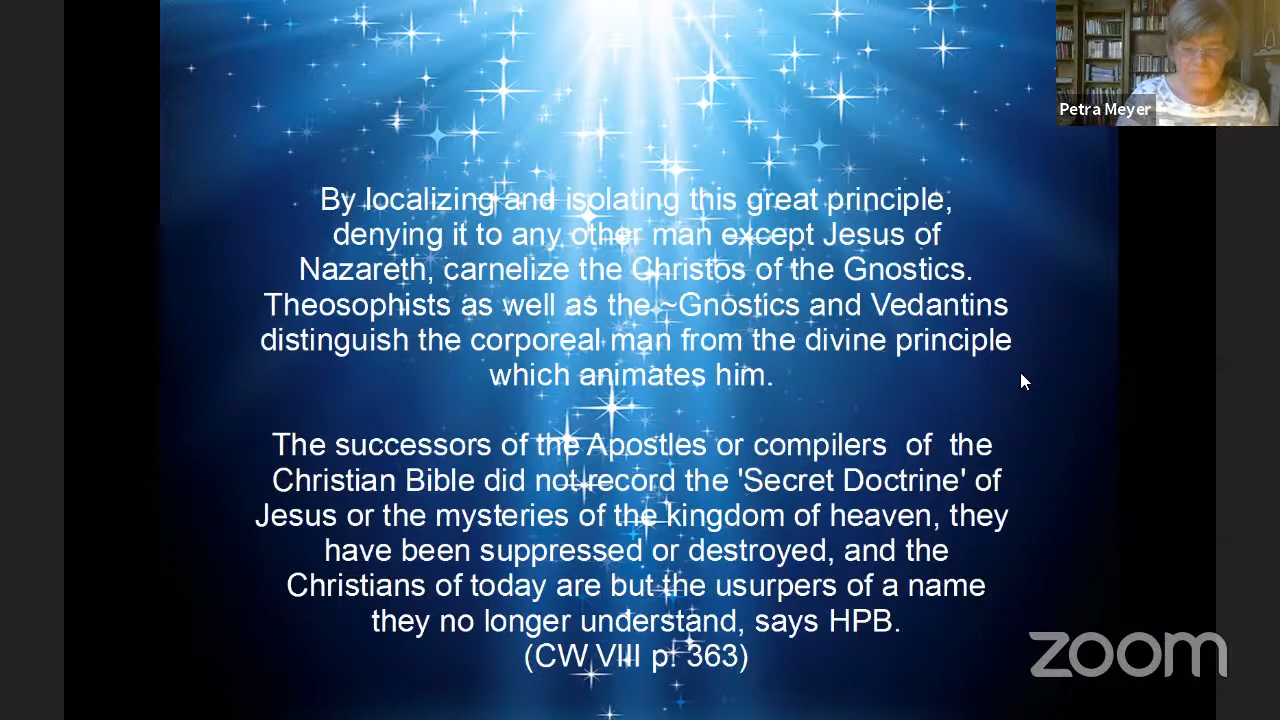 Petra Meyer
By localizing and isolating this great principle,
denying it to any other man except Jesus of
Nazareth, carnelize the Christos of the Gnostics.
Theosophists as well as the ~Gnostics and Vedantins
distinguish the corporeal man from the divine principle
which animates him.
The successors of the Apostles or compilers  of  the
Christian Bible did not record the 'Secret Doctrine' of
Jesus or the mysteries of the kingdom of heaven, they
have been suppressed or destroyed, and the
Christians of today are but the usurpers of a name
they no longer understand, says HPB.
(CW VIII p. 363)
zoom